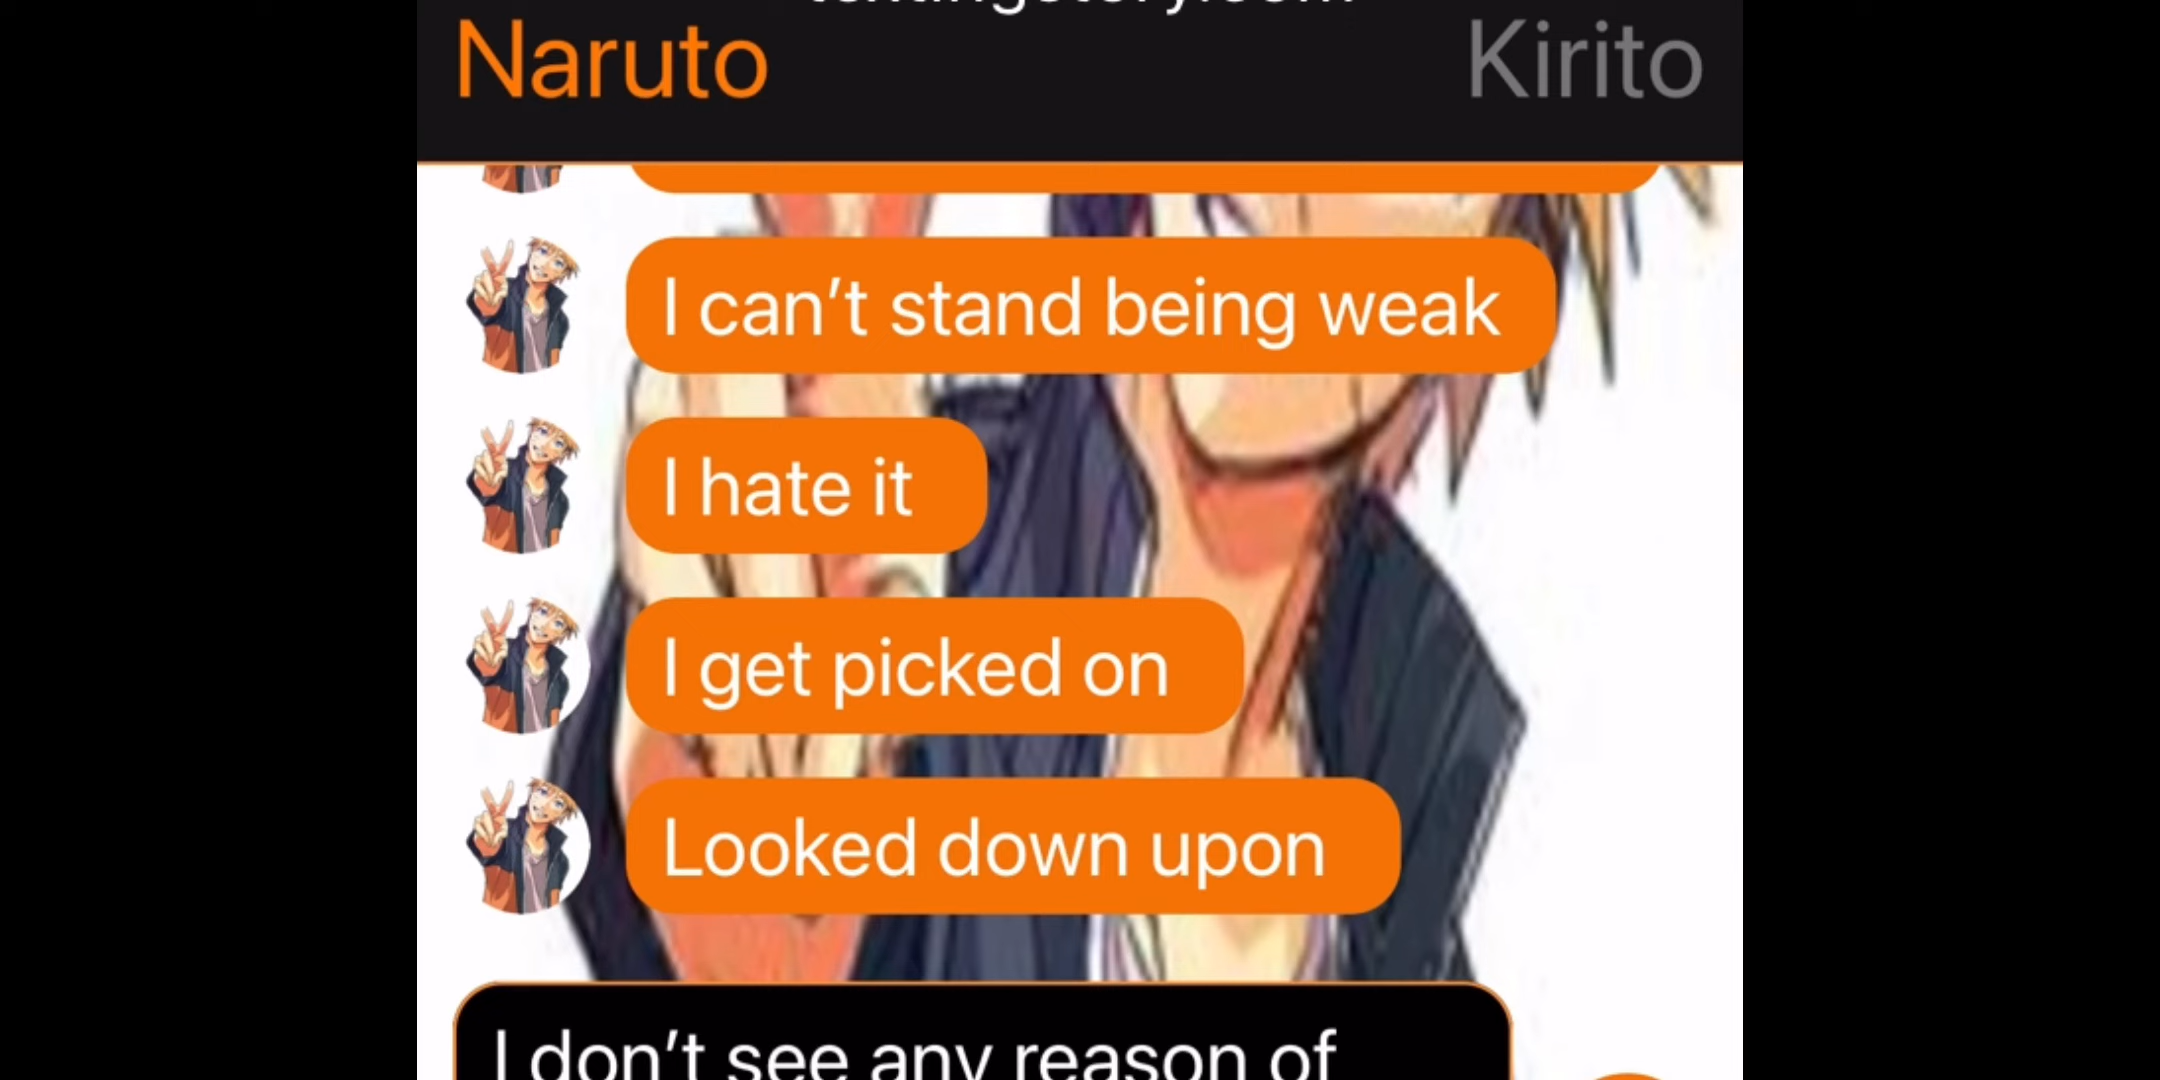 Naruto Kirito
I can’t stand being weak
I hate it
I get picked on
Looked down upon
I don’t see any reason of